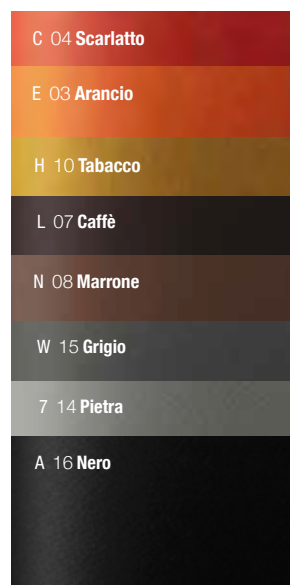 C 04 Scarlatto
E 03 Arancio
H 10 Tabacco
L 07 Caffè
N 08 Marrone
W 15 Grigio
7 14 Pietra
A 16 Nero